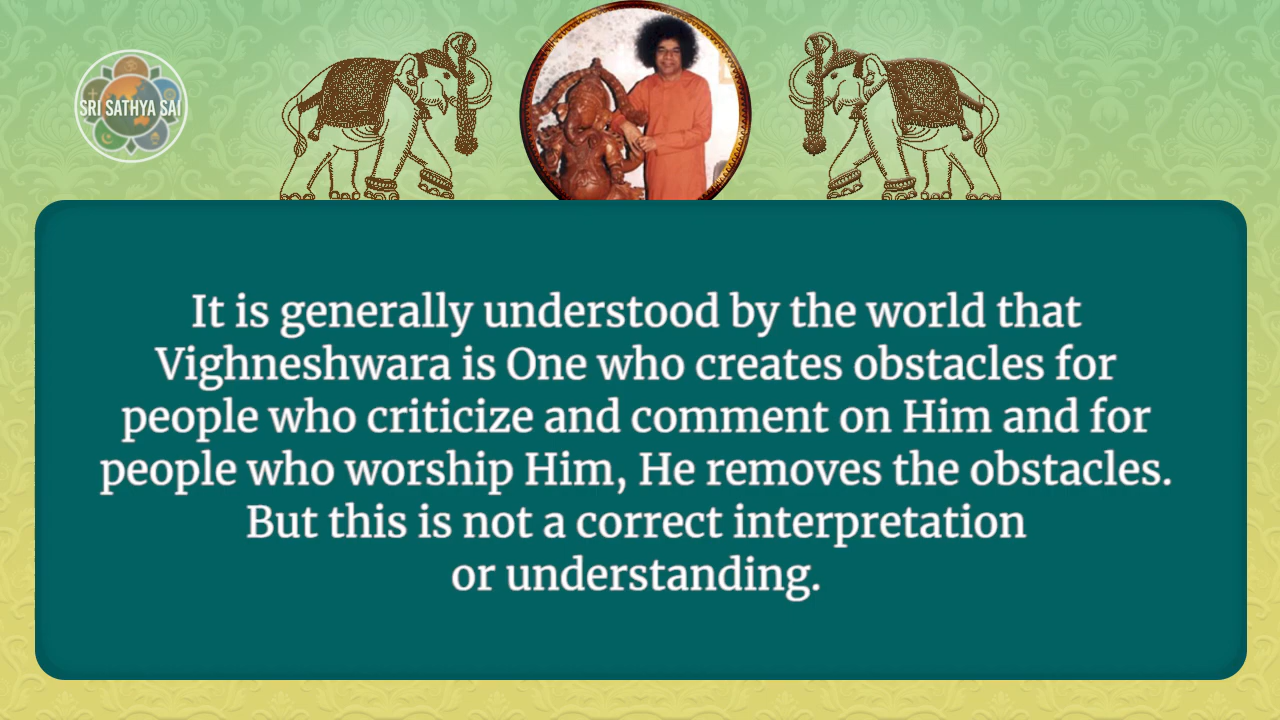 SRI SATHYA SAI
It is generally understood by the world that
Vighneshwara is One who creates obstacles for
people who criticize and comment on Him and for
people who worship Him, He removes the obstacles.
But this is not a correct interpretation
or understanding.